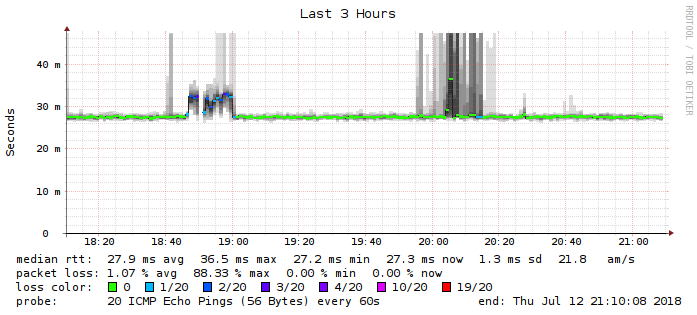 Last 3 Hours
RRDTOOL / TOBI OETIKER
Seconds
40 m
30 m
20 m
10 m
0
18:20 18:40 19:00 19:20 19:40 20:00 20:20 20:40 21:00
median rtt: 27.9 ms avg 36.5 ms max 27.2 ms min 27.3 ms now 1.3 ms sd 21.8 am/s
packet loss: 1.07 % avg 88.33 % max 0.00 % min 0.00 % now
loss color: 0 1/20 2/20 3/20 4/20 10/20 19/20
probe: 20 ICMP Echo Pings (56 Bytes) every 60s end: Thu Jul 12 21:10:08 2018